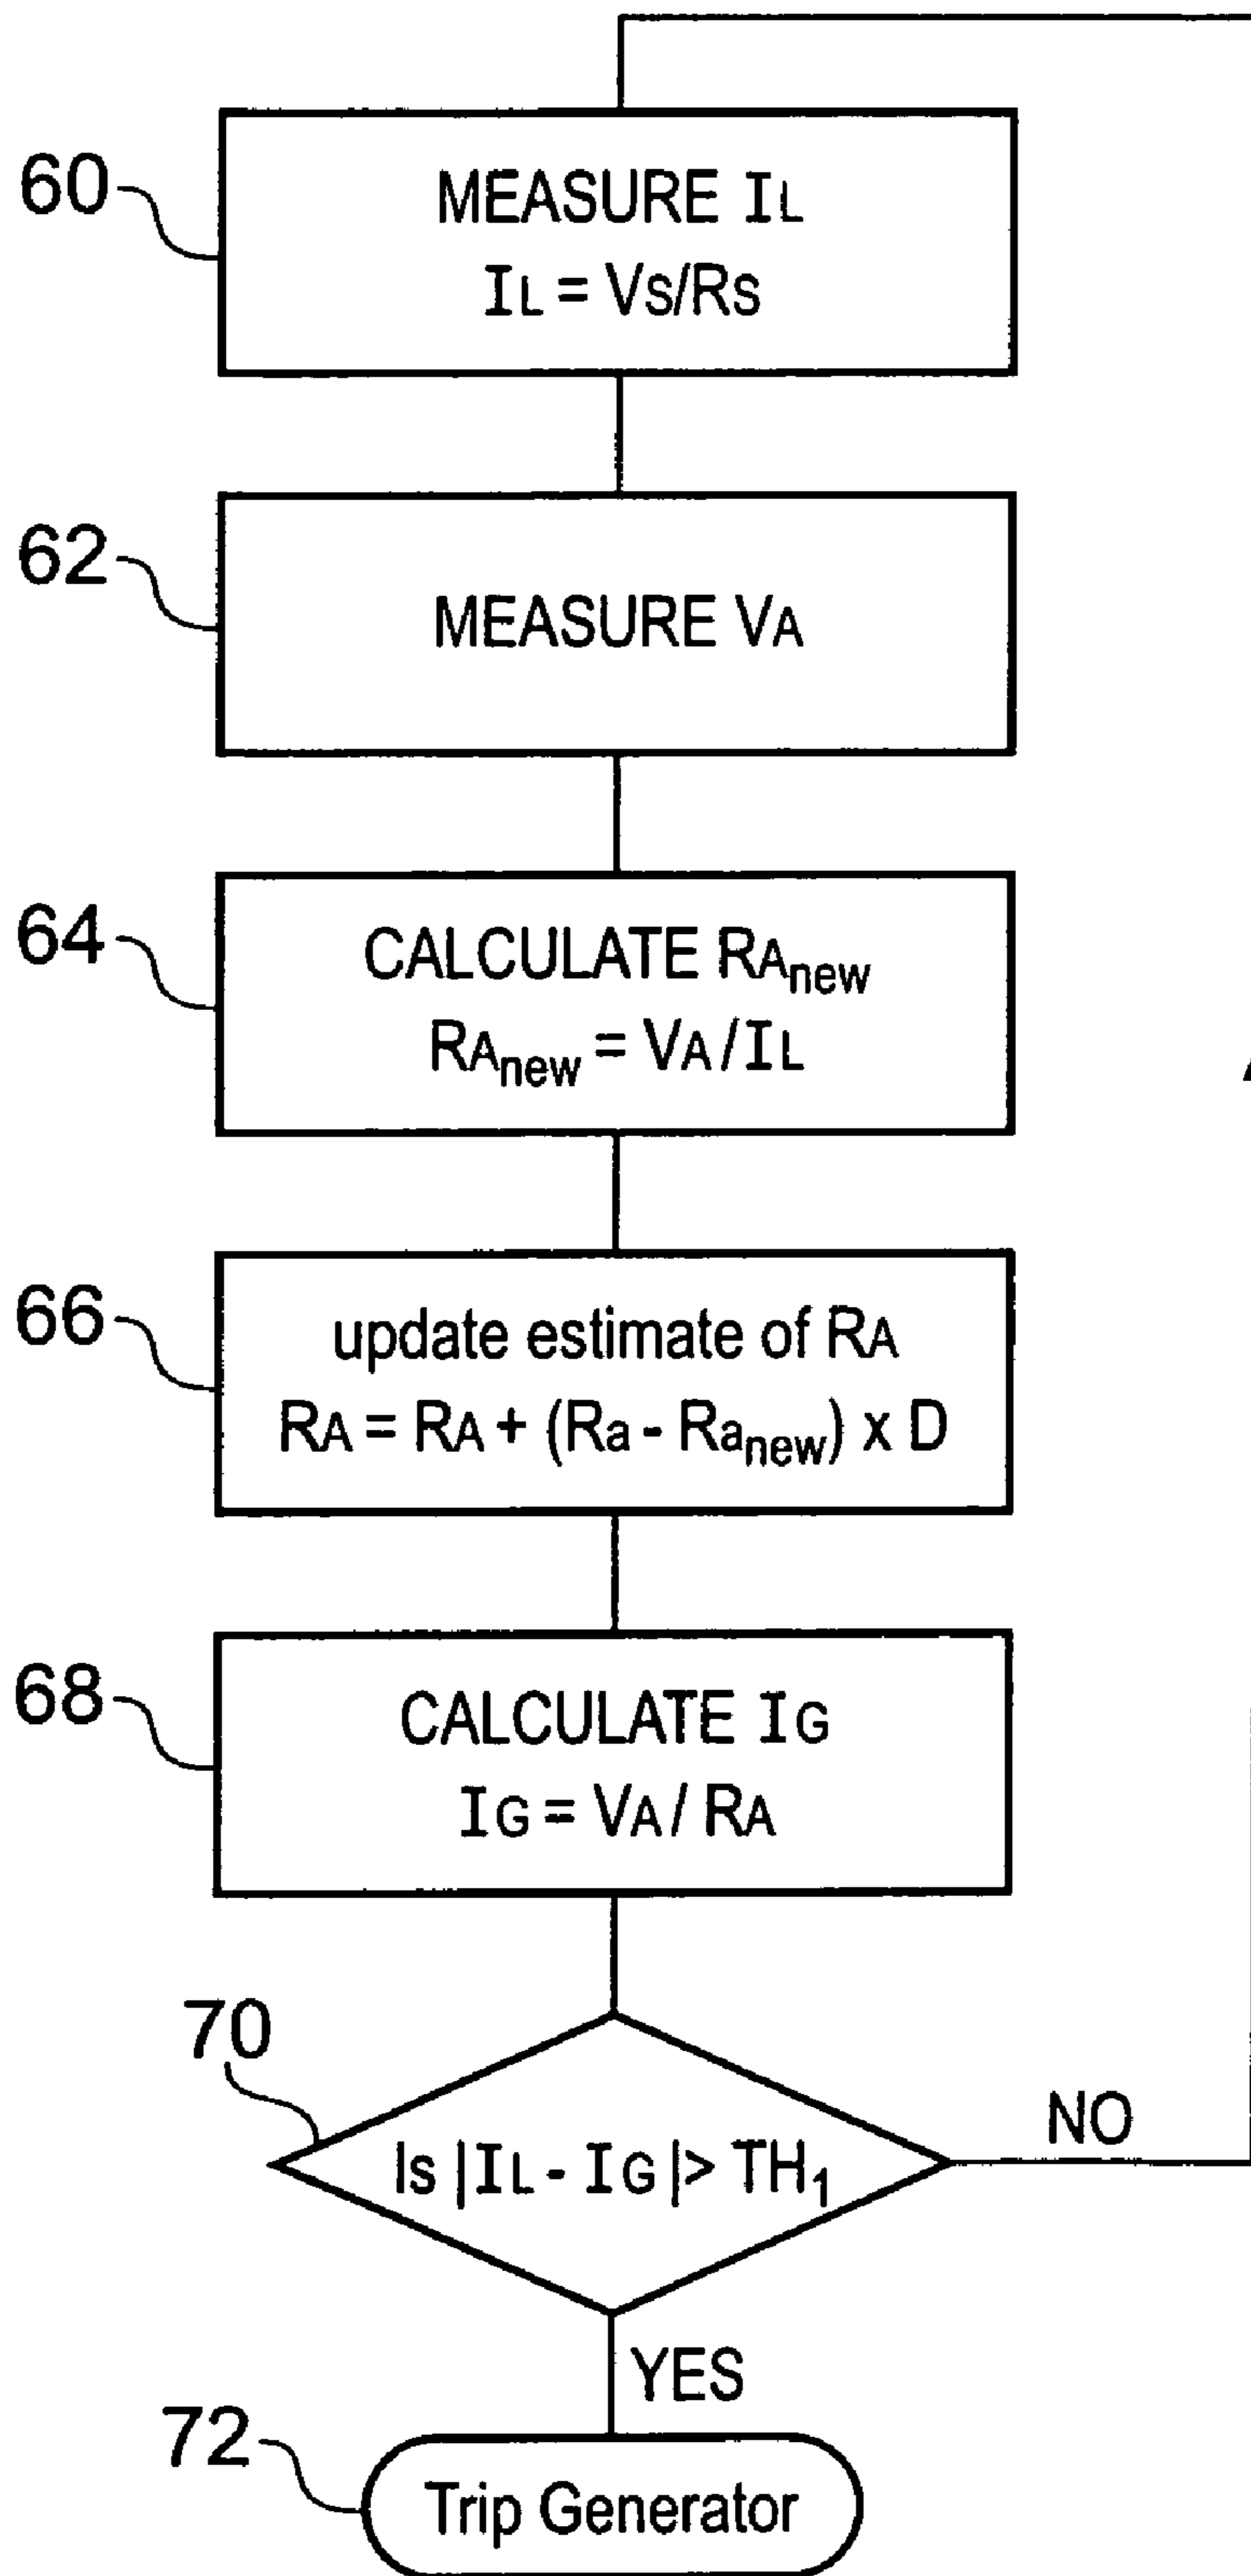 60
MEASURE IL
IL = VS/RS
62
MEASURE VA
64
CALCULATE RAnew
RAnew = VA/IL
66
update estimate of RA
RA = RA + (Ra - Ranew) x D
68
CALCULATE IG
IG = VA/ RA
70
Is |IL - IG|> TH1
NO
YES
72
Trip Generator